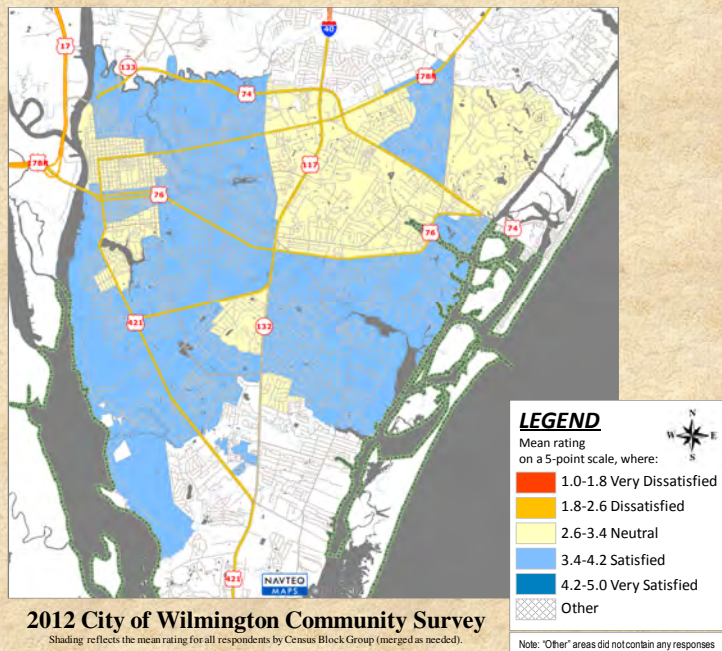 40
17
133
74
117
76
76
74
421
132
421
NAVTEQ
MAPS
LEGEND
N
W E
S
Mean rating
on a 5-point scale, where:
1.0-1.8 Very Dissatisfied
1.8-2.6 Dissatisfied
2.6-3.4 Neutral
3.4-4.2 Satisfied
4.2-5.0 Very Satisfied
Other
2012 City of Wilmington Community Survey
Shading reflects the mean rating for all respondents by Census Block Group (merged as needed).
Note: "Other" areas did not contain any responses